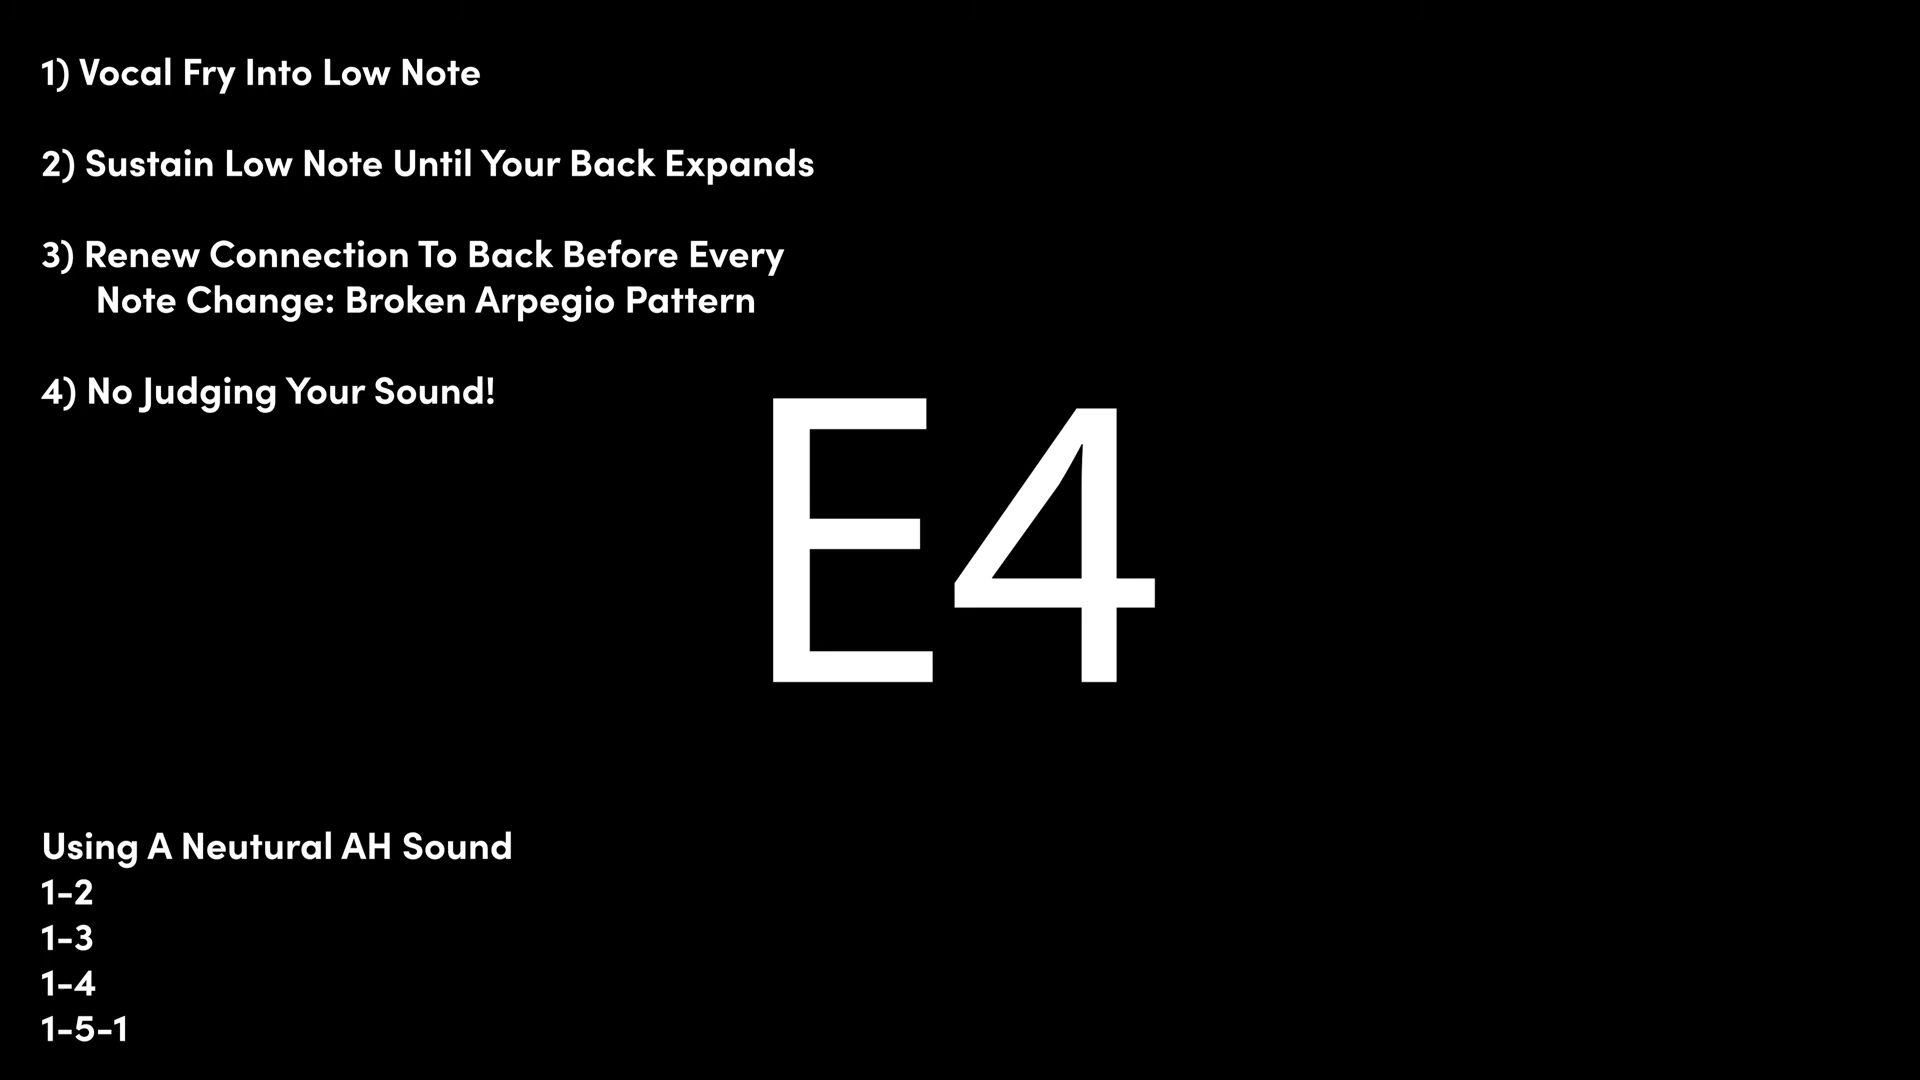 1) Vocal Fry Into Low Note
2) Sustain Low Note Until Your Back Expands
3) Renew Connection To Back Before Every
Note Change: Broken Arpegio Pattern
4) No Judging Your Sound!
E4
Using A Neutural AH Sound
1-2
1-3
1-4
1-5-1